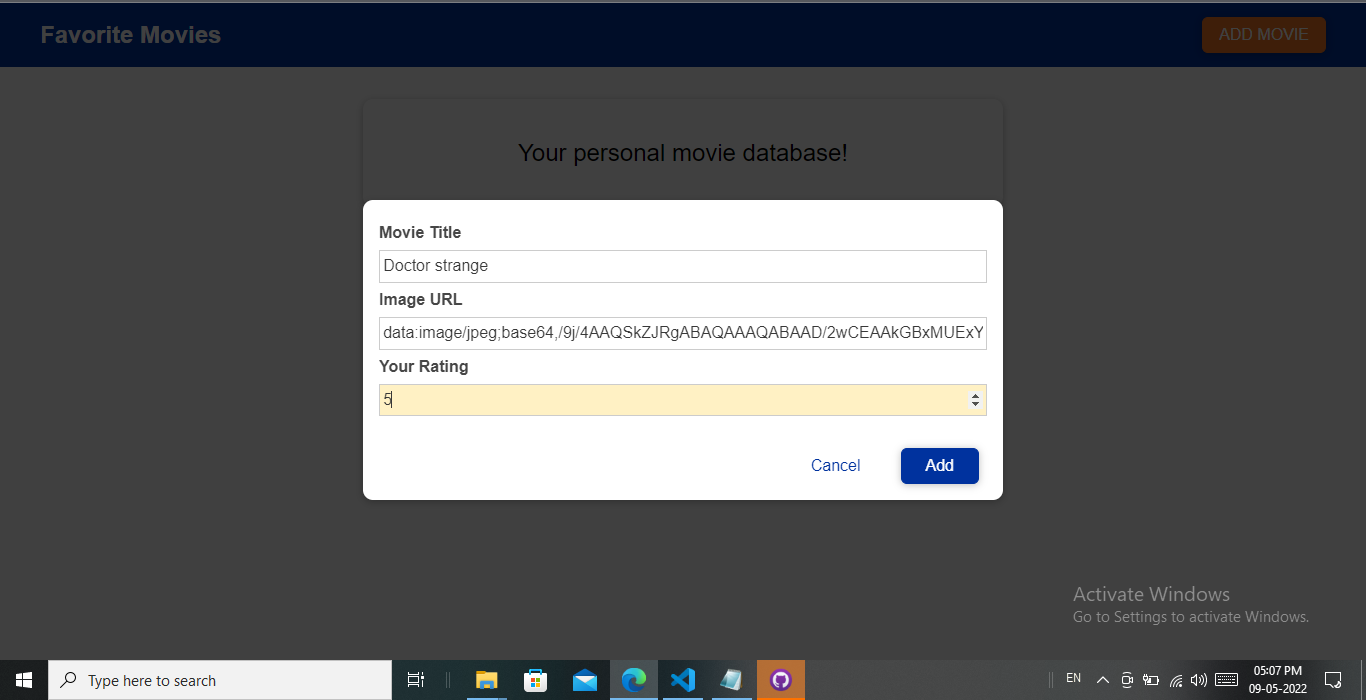 Favorite Movies
ADD MOVIE
Your personal movie database!
Movie Title
Doctor strange
Image URL
data:image/jpeg;base64,/9j/4AAQSkZJRgABAQAAAQABAAD/2wCEAAkGBxMUExY
Your Rating
5
Cancel
Add
Activate Windows
Go to Settings to activate Windows.
Type here to search
EN
05:07 PM
09-05-2022